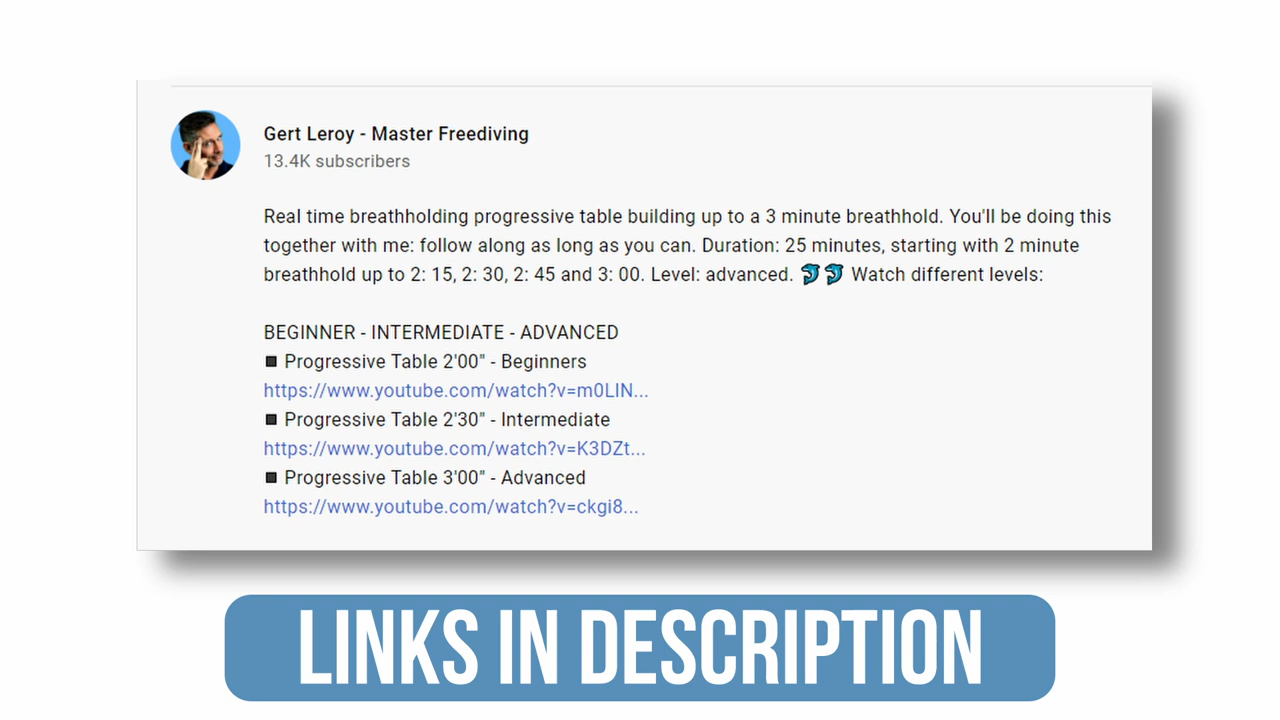 Gert Leroy - Master Freediving
13.4K subscribers
Real time breathholding progressive table building up to a 3 minute breathhold. You'll be doing this
together with me: follow along as long as you can. Duration: 25 minutes, starting with 2 minute
breathhold up to 2: 15, 2: 30, 2: 45 and 3: 00. Level: advanced. 🐬🐬 Watch different levels:
BEGINNER - INTERMEDIATE - ADVANCED
◾ Progressive Table 2'00" - Beginners
https://www.youtube.com/watch?v=m0LIN...
◾ Progressive Table 2'30" - Intermediate
https://www.youtube.com/watch?v=K3DZt...
◾ Progressive Table 3'00" - Advanced
https://www.youtube.com/watch?v=ckgi8...
LINKS IN DESCRIPTION